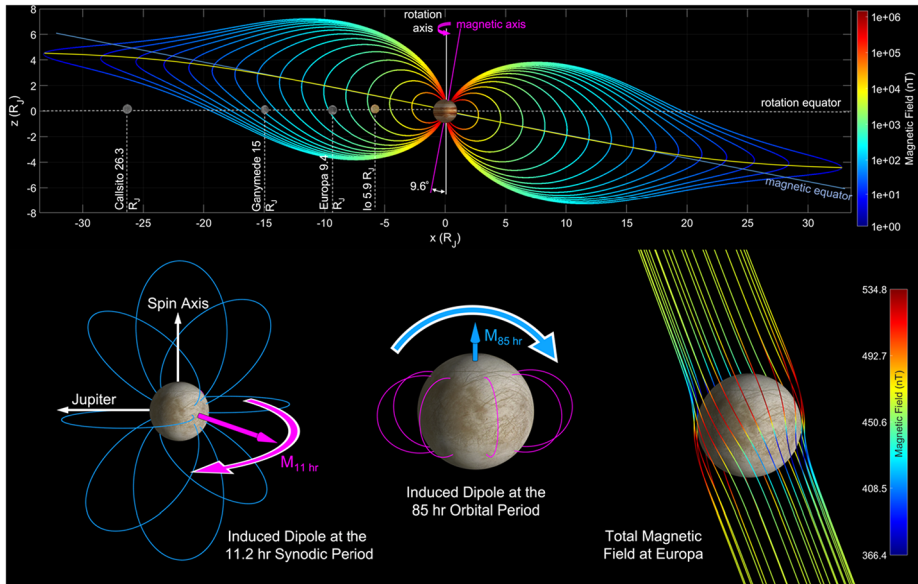 8
6
4
2
0
-2
-4
-6
-8
z (R_J)
rotation
axis
magnetic axis
rotation equator
magnetic equator
9.6°
Callsito 26.3
R_J
Ganymede 15
R_J
Europa 9.4
R_J
Io 5.9 R_J
-30
-25
-20
-15
-10
-5
0
5
10
15
20
25
30
x (R_J)
1e+06
1e+05
1e+04
1e+03
1e+02
1e+01
1e+00
Magnetic Field (nT)
Spin Axis
Jupiter
M_11 hr
Induced Dipole at the
11.2 hr Synodic Period
M_85 hr
Induced Dipole at the
85 hr Orbital Period
Total Magnetic
Field at Europa
534.8
492.7
450.6
408.5
366.4
Magnetic Field (nT)